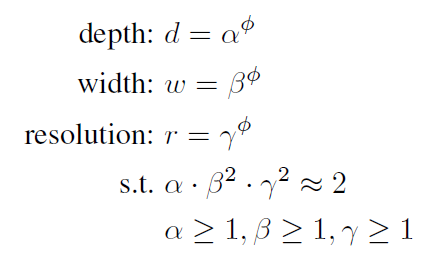 depth: d = α^ϕ
width: w = β^ϕ
resolution: r = γ^ϕ
s.t. α · β² · γ² ≈ 2
α ≥ 1, β ≥ 1, γ ≥ 1